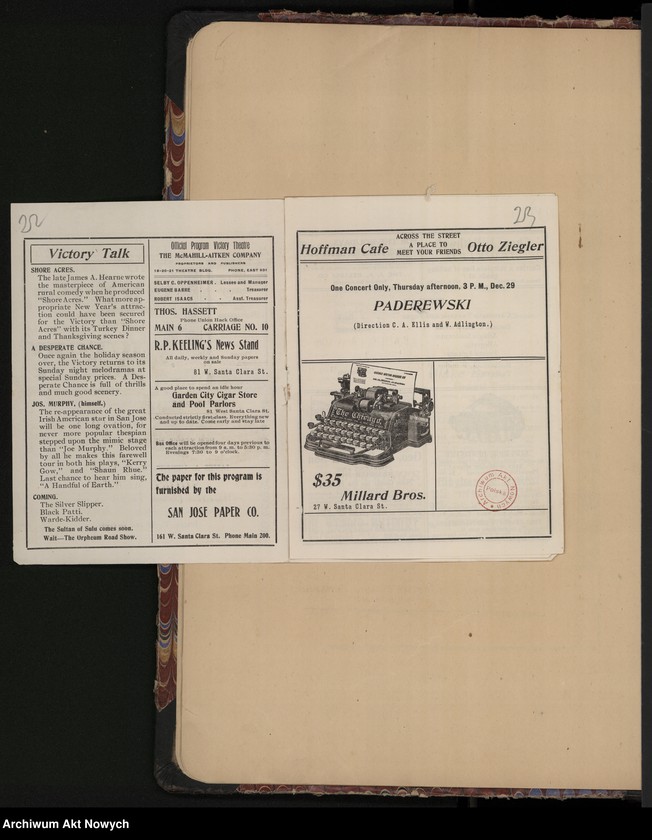 252
Victory Talk
SHORE ACRES.
The late James A. Hearne wrote
the masterpiece of American
rural comedy when he produced
"Shore Acres." What more ap-
propriate New Year's attrac-
tion could have been secured
for the Victory than "Shore
Acres" with its Turkey Dinner
and Thanksgiving scenes?
A DESPERATE CHANCE.
Once again the holiday season
over, the Victory returns to its
Sunday night melodramas at
special Sunday prices. A Des-
perate Chance is full of thrills
and much good scenery.
JOS. MURPHY, (himself.)
The re-appearance of the great
Irish American star in San Jose
will be one long ovation, for
never more popular thespian
stepped upon the mimic stage
than "Joe Murphy." Beloved
by all he makes this farewell
tour in both his plays, "Kerry
Gow," and "Shaun Rhue."
Last chance to hear him sing,
"A Handful of Earth."
COMING.
The Silver Slipper.
Black Patti.
Warde-Kidder.
The Sultan of Sulu comes soon.
Wait—The Orpheum Road Show.
Official Program Victory Theatre
THE McMAHILL-AITKEN COMPANY
PROPRIETORS AND PUBLISHERS
19-20-21 THEATRE BLDG. PHONE, EAST 501
SELBY C. OPPENHEIMER, Lessee and Manager
EUGENE BABBE - - - Treasurer
ROBERT ISAACS - - Asst. Treasurer
THOS. HASSETT
Phone Union Hack Office
MAIN 6 CARRIAGE NO. 10
R.P. KEELING'S News Stand
All daily, weekly and Sunday papers
on sale
81 W. Santa Clara St.
A good place to spend an idle hour
Garden City Cigar Store
and Pool Parlors
81 West Santa Clara St.
Conducted strictly first-class. Everything new
and up to date. Come early and stay late
Box Office will be opened four days previous to
each attraction from 9 a. m. to 5:30 p. m.
Evenings 7:30 to 9 o'clock.
The paper for this program is
furnished by the
SAN JOSE PAPER CO.
161 W. Santa Clara St. Phone Main 200.
253
Hoffman Cafe
ACROSS THE STREET
A PLACE TO
MEET YOUR FRIENDS
Otto Ziegler
One Concert Only, Thursday afternoon, 3 P. M., Dec. 29
PADEREWSKI
(Direction C. A. Ellis and W. Adlington.)
The Chicago
$35
Millard Bros.
27 W. Santa Clara St.
Archiwum Akt Nowych
Archiwum Akt Nowych